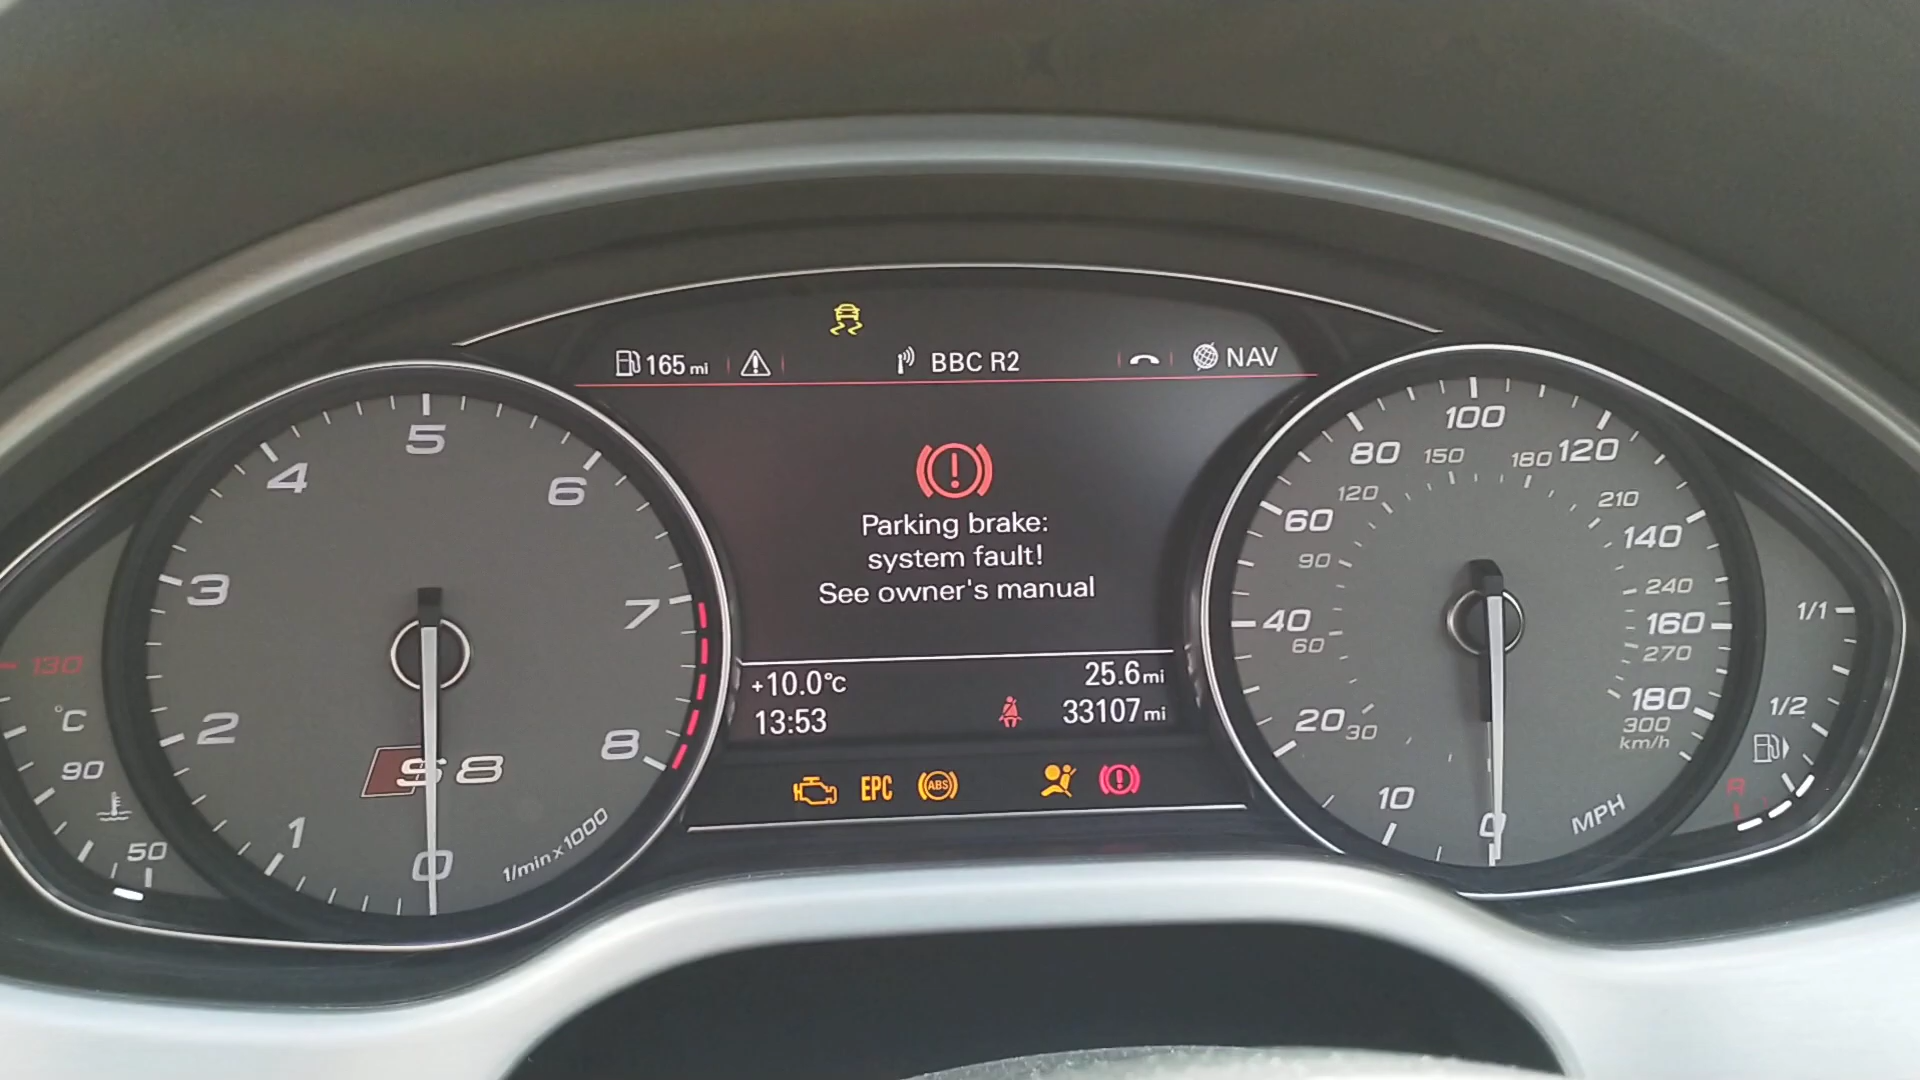 165 mi
BBC R2
NAV
Parking brake:
system fault!
See owner's manual
+10.0°C
25.6 mi
13:53
33107 mi
EPC
ABS
130
°C
90
50
0
1
2
3
4
5
6
7
8
S8
1/min x 1000
0
10
20
40
60
80
100
120
140
160
180
MPH
30
60
90
120
150
180
210
240
270
300
km/h
1/1
1/2
R